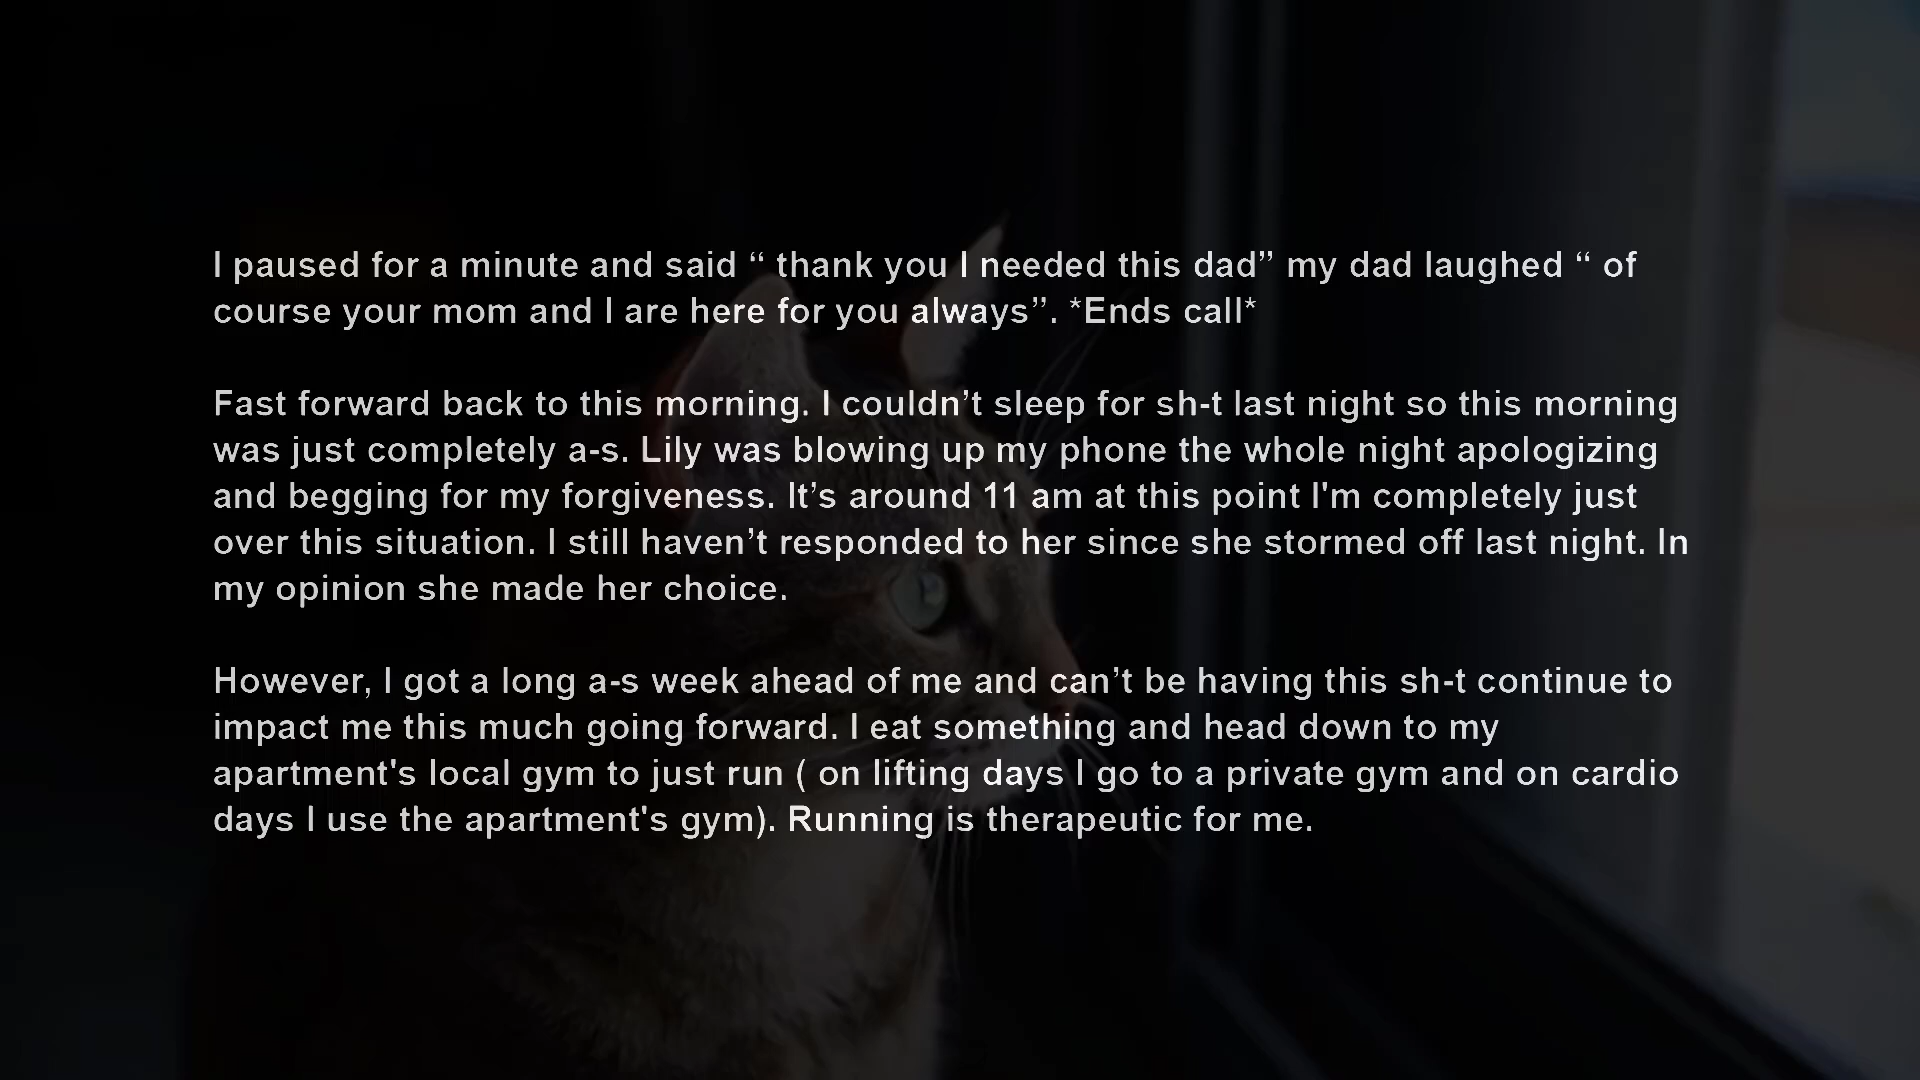 I paused for a minute and said “ thank you I needed this dad” my dad laughed “ of
course your mom and I are here for you always”. *Ends call*
Fast forward back to this morning. I couldn’t sleep for sh-t last night so this morning
was just completely a-s. Lily was blowing up my phone the whole night apologizing
and begging for my forgiveness. It’s around 11 am at this point I'm completely just
over this situation. I still haven’t responded to her since she stormed off last night. In
my opinion she made her choice.
However, I got a long a-s week ahead of me and can’t be having this sh-t continue to
impact me this much going forward. I eat something and head down to my
apartment's local gym to just run ( on lifting days I go to a private gym and on cardio
days I use the apartment's gym). Running is therapeutic for me.